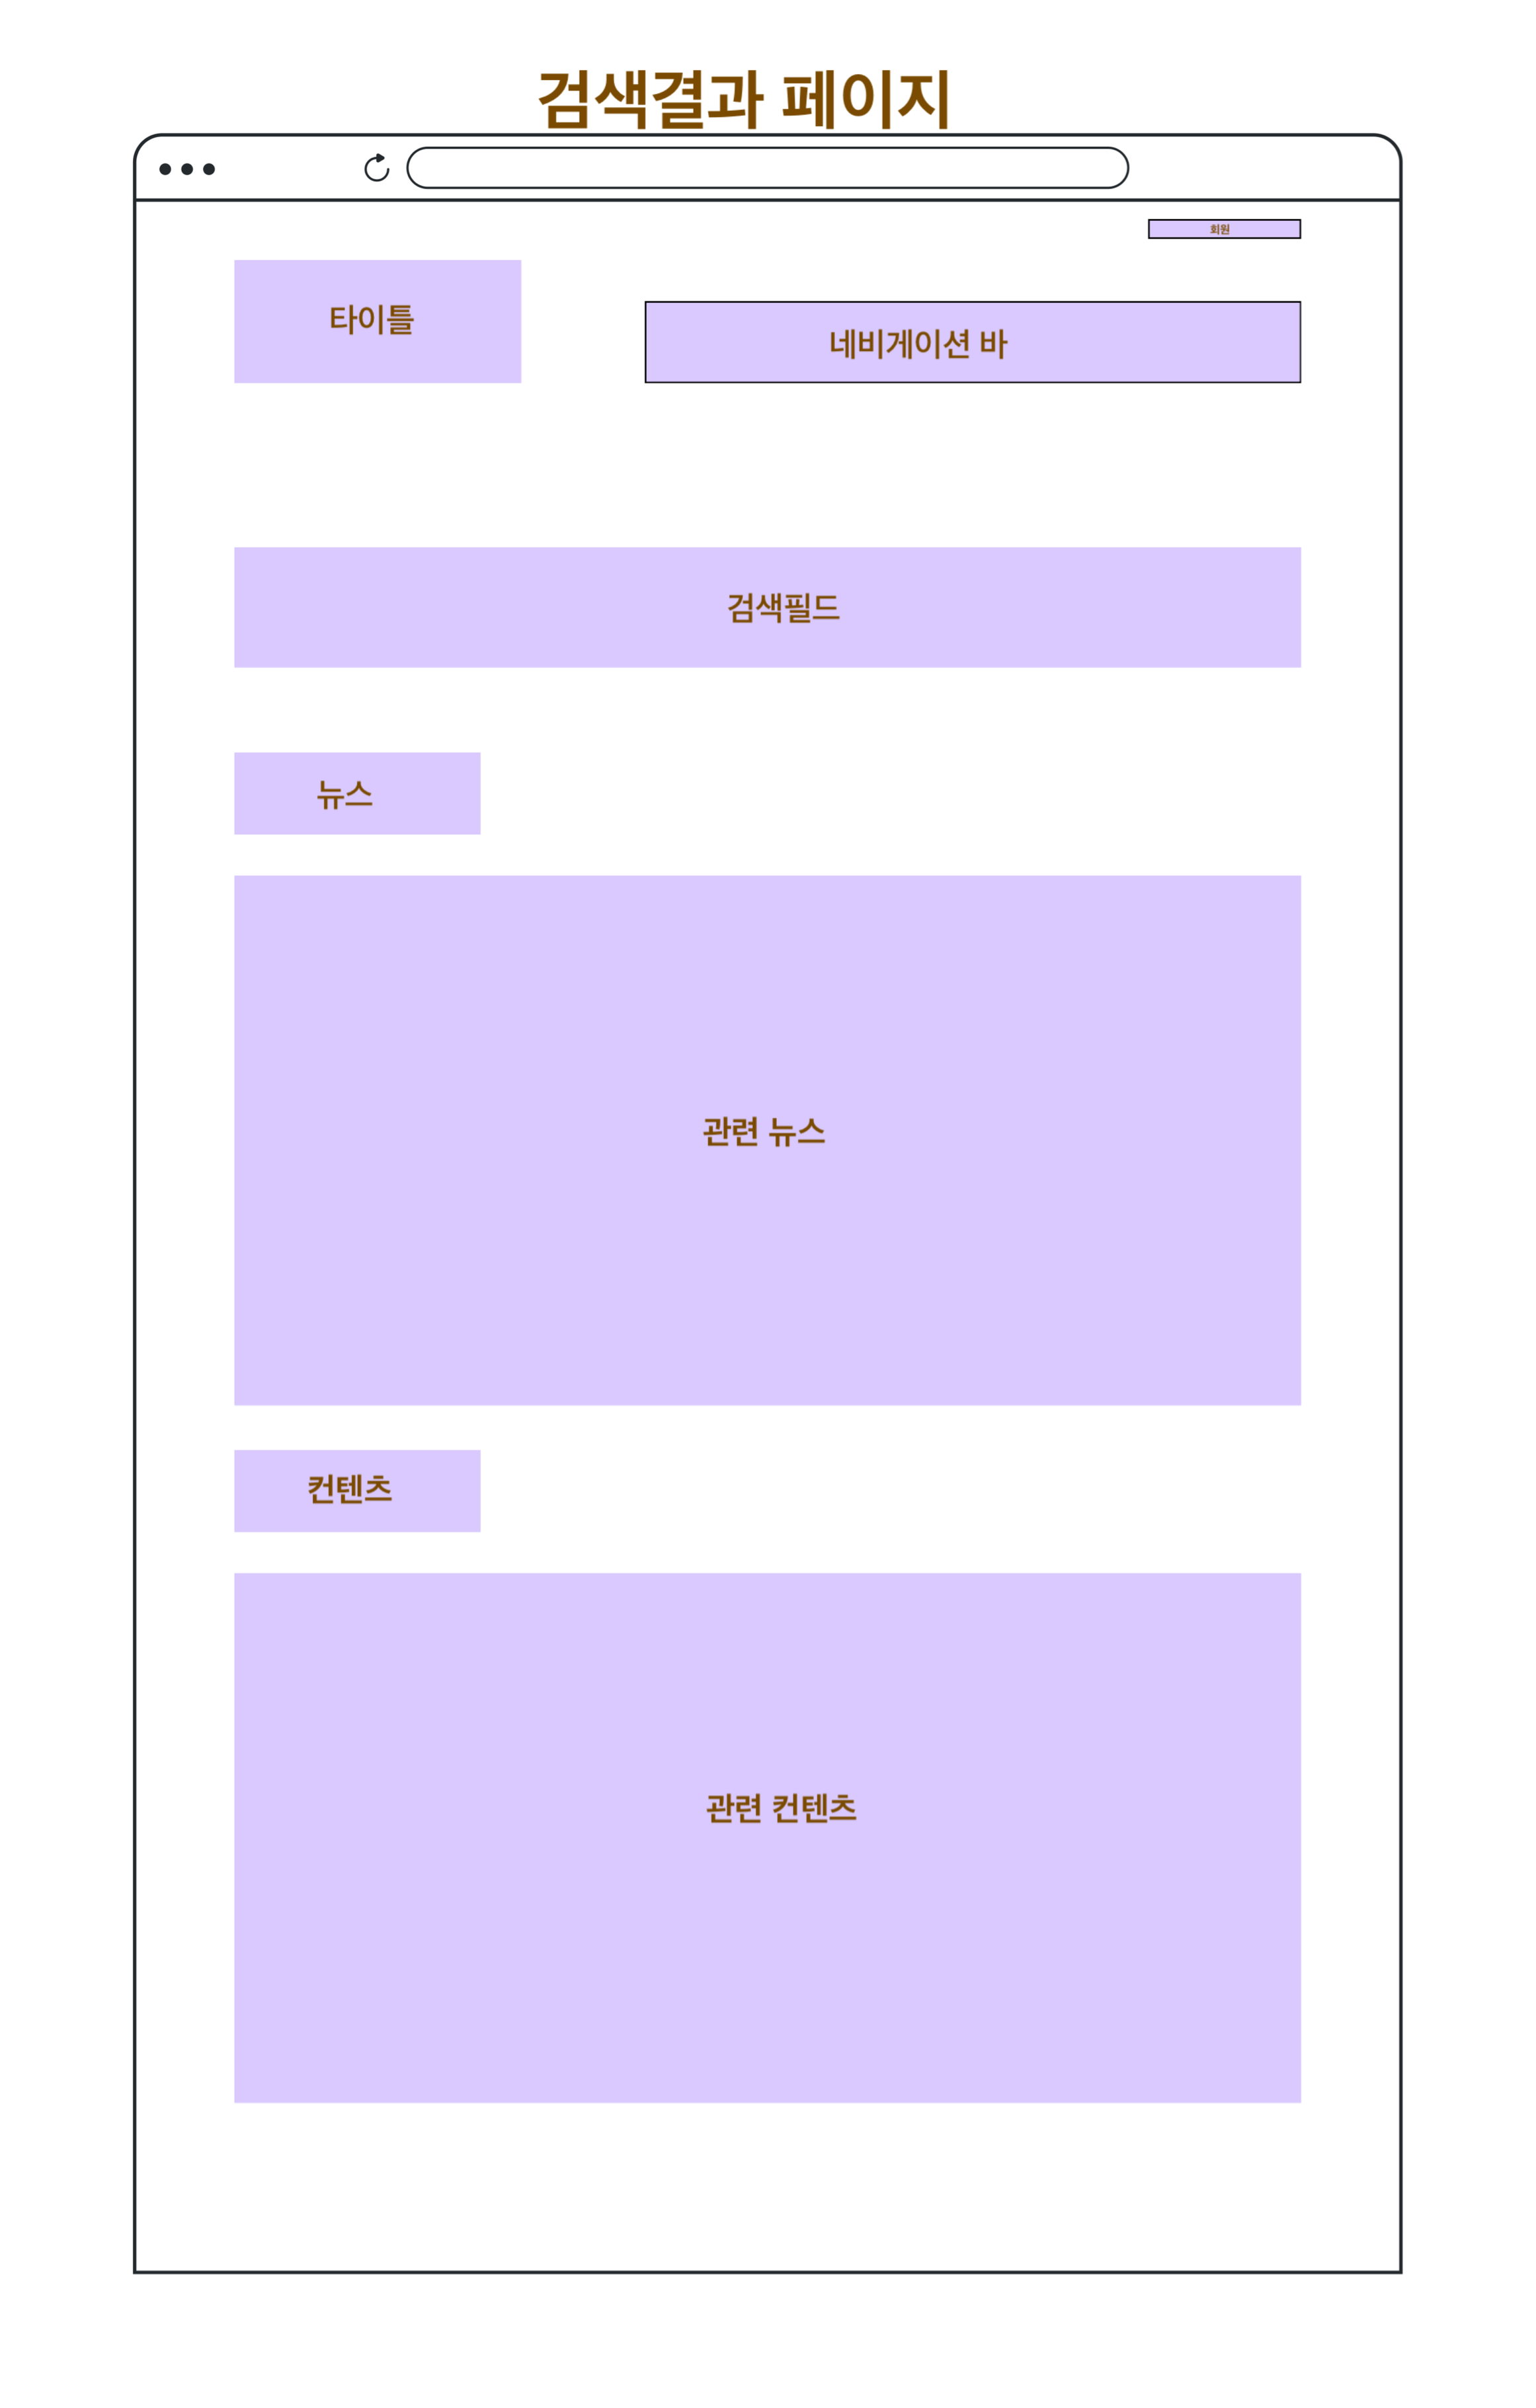 검색결과 페이지
회원
타이틀
네비게이션 바
검색필드
뉴스
관련 뉴스
컨텐츠
관련 컨텐츠